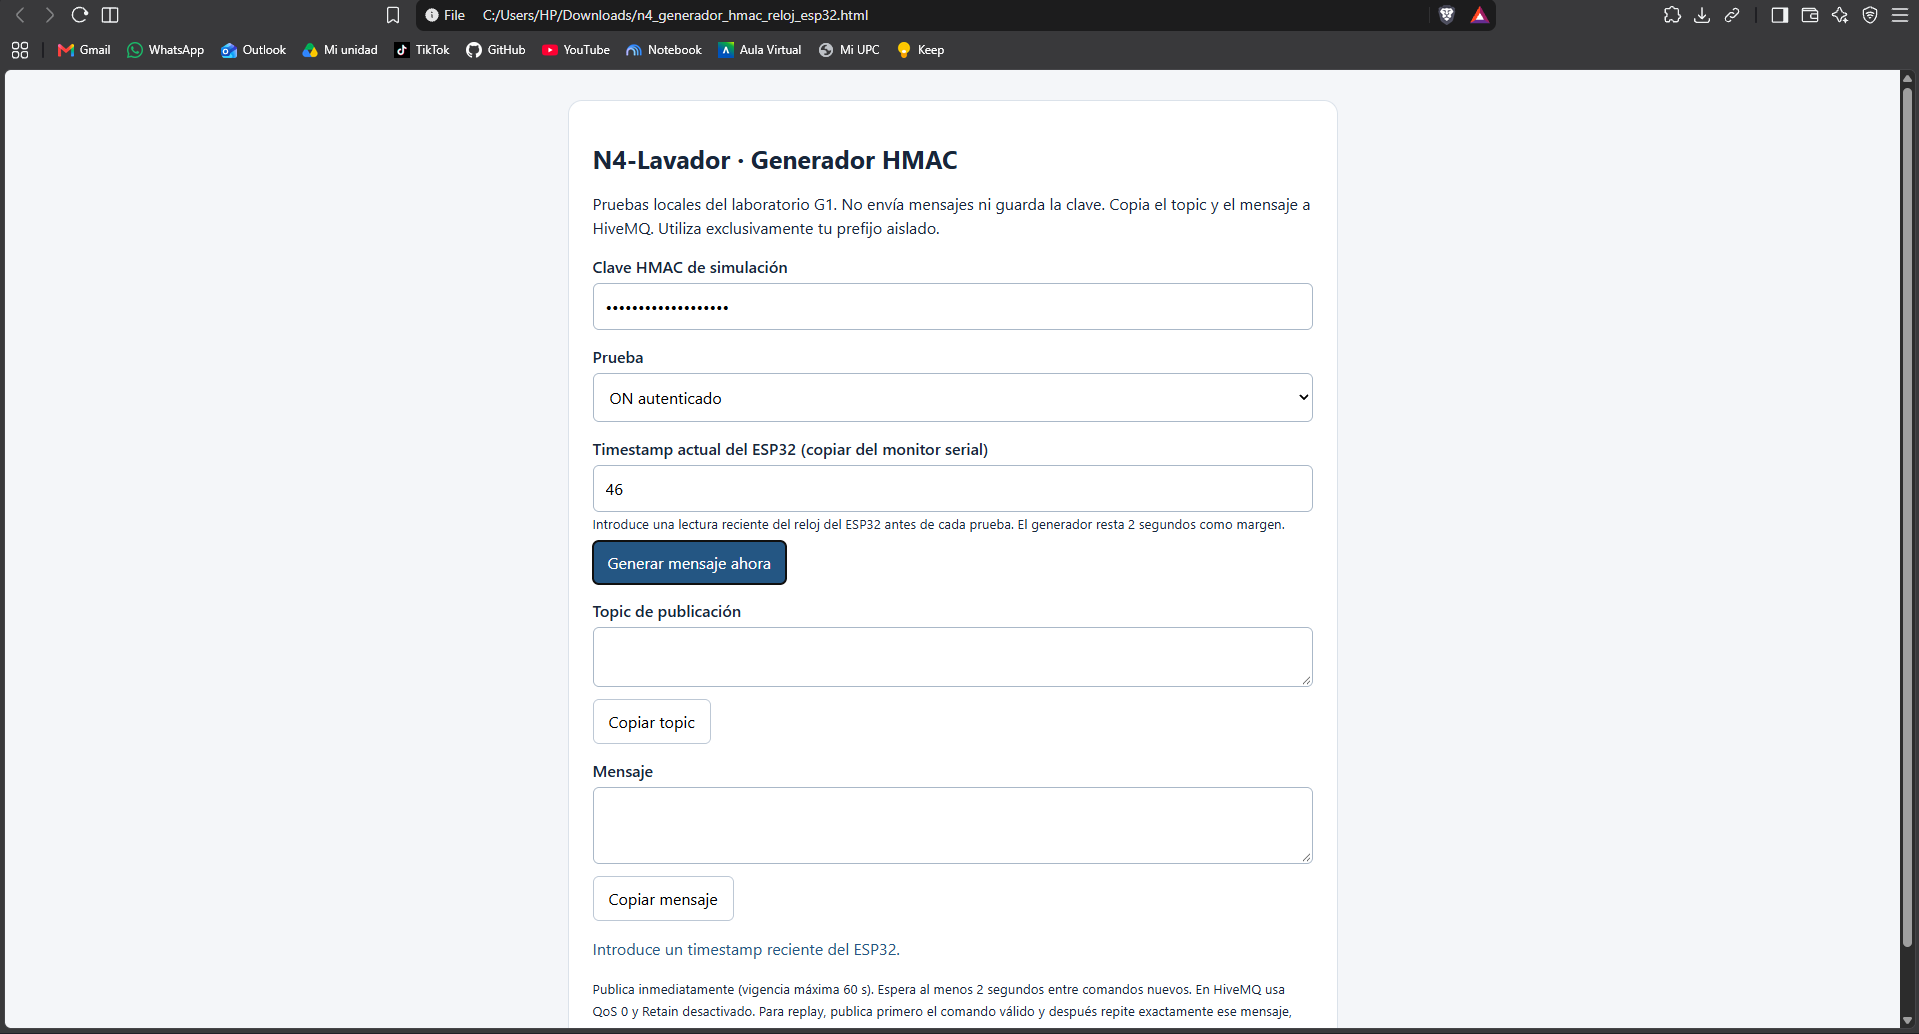 File C:/Users/HP/Downloads/n4_generador_hmac_reloj_esp32.html
Gmail WhatsApp Outlook Mi unidad TikTok GitHub YouTube Notebook Aula Virtual Mi UPC Keep
N4-Lavador · Generador HMAC
Pruebas locales del laboratorio G1. No envía mensajes ni guarda la clave. Copia el topic y el mensaje a
HiveMQ. Utiliza exclusivamente tu prefijo aislado.
Clave HMAC de simulación
•••••••••••••••••••
Prueba
ON autenticado
Timestamp actual del ESP32 (copiar del monitor serial)
46
Introduce una lectura reciente del reloj del ESP32 antes de cada prueba. El generador resta 2 segundos como margen.
Generar mensaje ahora
Topic de publicación
Copiar topic
Mensaje
Copiar mensaje
Introduce un timestamp reciente del ESP32.
Publica inmediatamente (vigencia máxima 60 s). Espera al menos 2 segundos entre comandos nuevos. En HiveMQ usa
QoS 0 y Retain desactivado. Para replay, publica primero el comando válido y después repite exactamente ese mensaje,